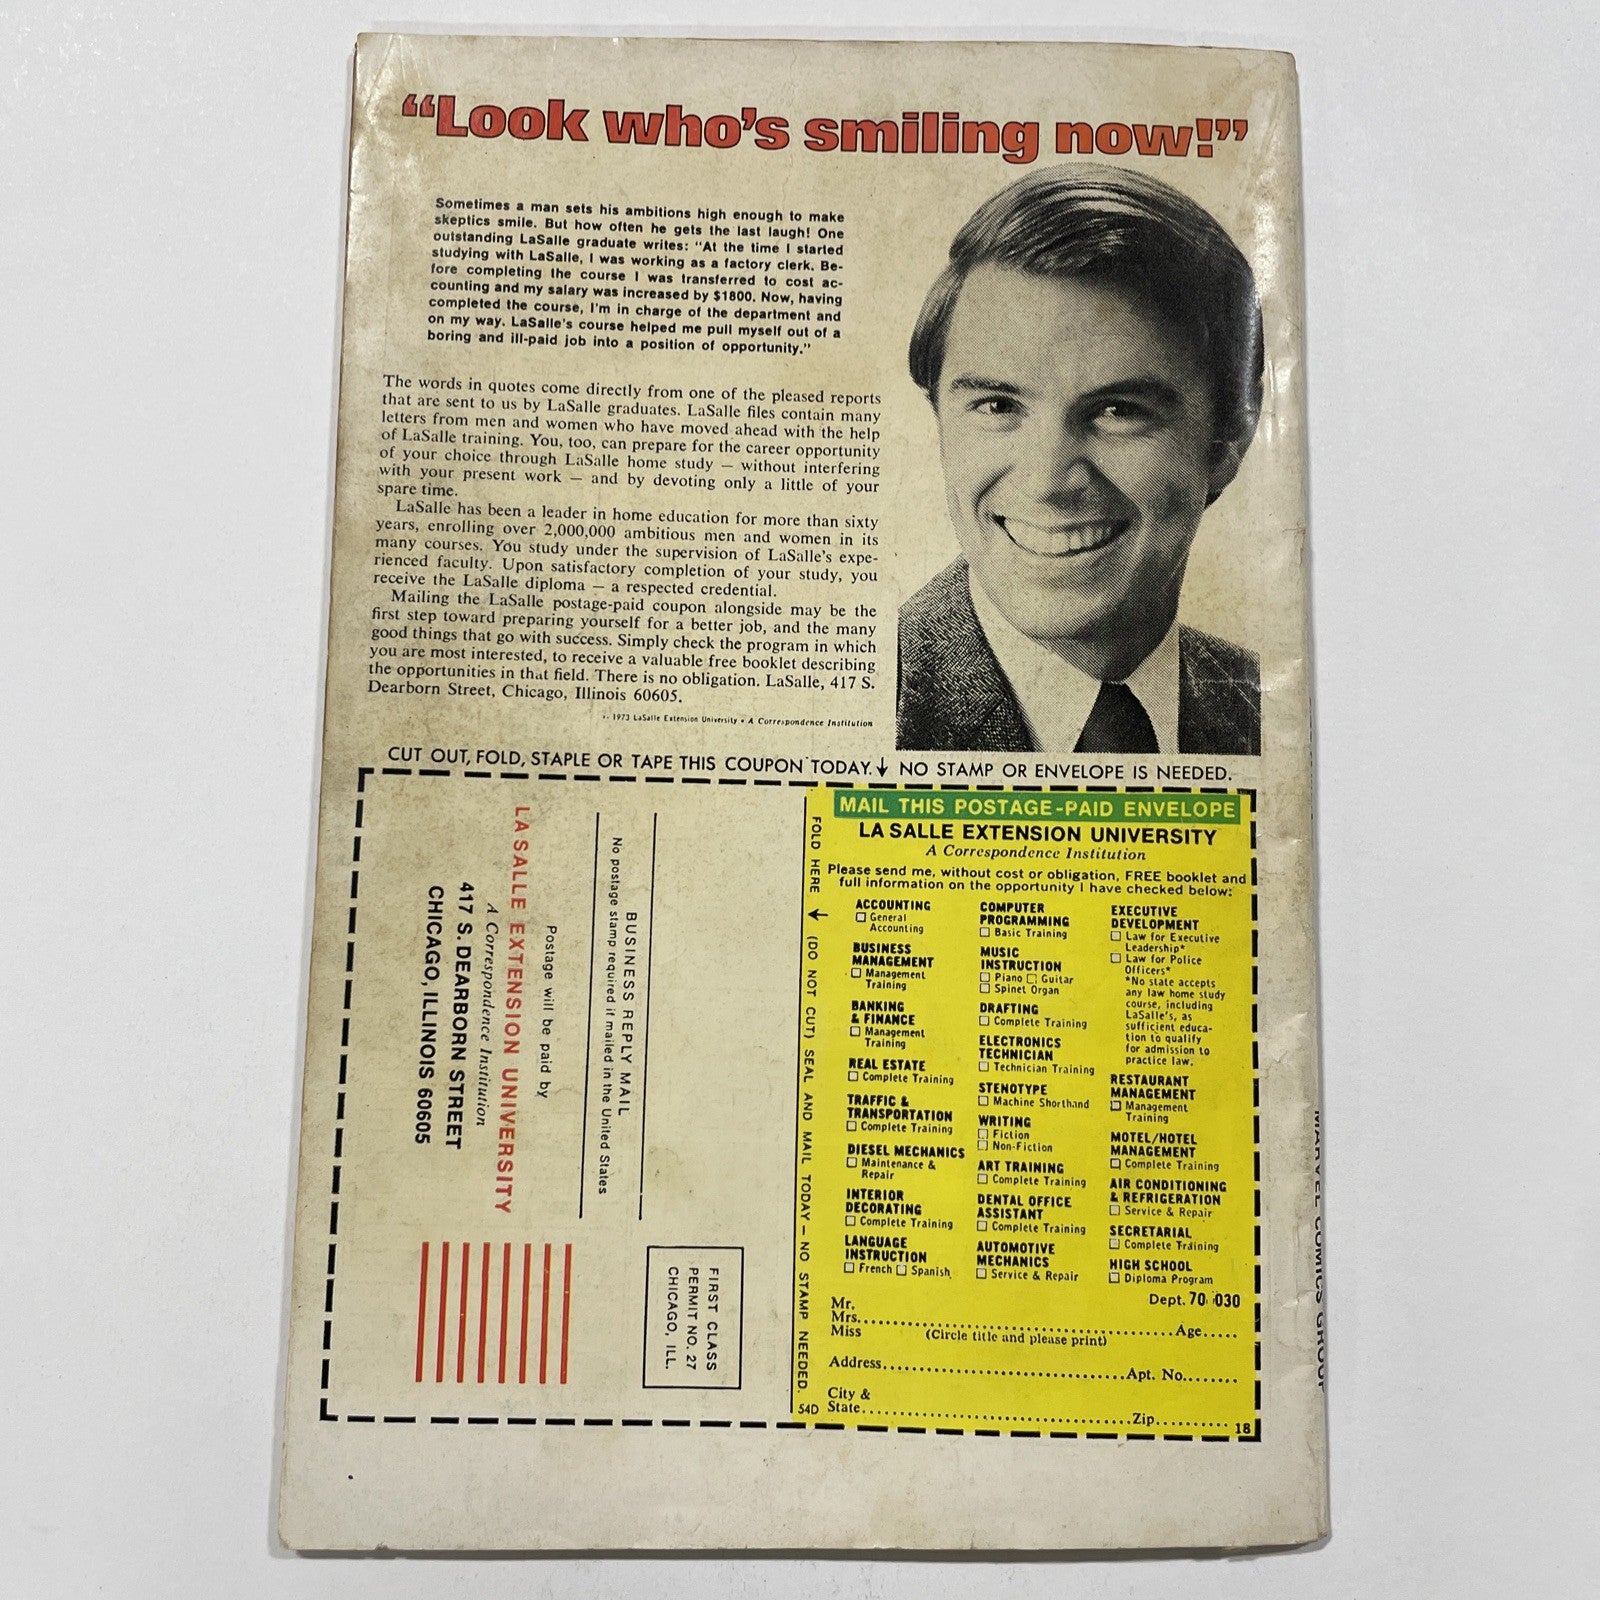 “Look who’s smiling now!”
Sometimes a man sets his ambitions high enough to make
skeptics smile. But how often he gets the last laugh! One
outstanding LaSalle graduate writes: “At the time I started
studying with LaSalle, I was working as a factory clerk. Be-
fore completing the course I was transferred to cost ac-
counting and my salary was increased by $1800. Now, having
completed the course, I’m in charge of the department and
on my way. LaSalle’s course helped me pull myself out of a
boring and ill-paid job into a position of opportunity.”
The words in quotes come directly from one of the pleased reports
that are sent to us by LaSalle graduates. LaSalle files contain many
letters from men and women who have moved ahead with the help
of LaSalle training. You, too, can prepare for the career opportunity
of your choice through LaSalle home study — without interfering
with your present work — and by devoting only a little of your
spare time.
LaSalle has been a leader in home education for more than sixty
years, enrolling over 2,000,000 ambitious men and women in its
many courses. You study under the supervision of LaSalle’s expe-
rienced faculty. Upon satisfactory completion of your study, you
receive the LaSalle diploma — a respected credential.
Mailing the LaSalle postage-paid coupon alongside may be the
first step toward preparing yourself for a better job, and the many
good things that go with success. Simply check the program in which
you are most interested, to receive a valuable free booklet describing
the opportunities in that field. There is no obligation. LaSalle, 417 S.
Dearborn Street, Chicago, Illinois 60605.
1973 LaSalle Extension University • A Correspondence Institution
CUT OUT, FOLD, STAPLE OR TAPE THIS COUPON TODAY. ↓ NO STAMP OR ENVELOPE IS NEEDED.
BUSINESS REPLY MAIL
No postage stamp required if mailed in the United States
Postage will be paid by
LA SALLE EXTENSION UNIVERSITY
A Correspondence Institution
417 S. DEARBORN STREET
CHICAGO, ILLINOIS 60605
FIRST CLASS
PERMIT NO. 27
CHICAGO, ILL.
FOLD HERE ↓ (DO NOT CUT) SEAL AND MAIL TODAY — NO STAMP NEEDED.
MAIL THIS POSTAGE-PAID ENVELOPE
LA SALLE EXTENSION UNIVERSITY
A Correspondence Institution
Please send me, without cost or obligation, FREE booklet and
full information on the opportunity I have checked below:
ACCOUNTING
☐ General
Accounting
BUSINESS
MANAGEMENT
☐ Management
Training
BANKING
& FINANCE
☐ Management
Training
REAL ESTATE
☐ Complete Training
TRAFFIC &
TRANSPORTATION
☐ Complete Training
DIESEL MECHANICS
☐ Maintenance &
Repair
INTERIOR
DECORATING
☐ Complete Training
LANGUAGE
INSTRUCTION
☐ French ☐ Spanish
COMPUTER
PROGRAMMING
☐ Basic Training
MUSIC
INSTRUCTION
☐ Piano ☐ Guitar
☐ Spinet Organ
DRAFTING
☐ Complete Training
ELECTRONICS
TECHNICIAN
☐ Technician Training
STENOTYPE
☐ Machine Shorthand
WRITING
☐ Fiction
☐ Non-Fiction
ART TRAINING
☐ Complete Training
DENTAL OFFICE
ASSISTANT
☐ Complete Training
AUTOMOTIVE
MECHANICS
☐ Service & Repair
EXECUTIVE
DEVELOPMENT
☐ Law for Executive
Leadership*
☐ Law for Police
Officers*
*No state accepts
any law home study
course, including
LaSalle’s, as
sufficient educa-
tion to qualify
for admission to
practice law.
RESTAURANT
MANAGEMENT
☐ Management
Training
MOTEL/HOTEL
MANAGEMENT
☐ Complete Training
AIR CONDITIONING
& REFRIGERATION
☐ Service & Repair
SECRETARIAL
☐ Complete Training
HIGH SCHOOL
☐ Diploma Program
Dept. 70 030
Mr.
Mrs. Age
Miss (Circle title and please print)
Address Apt. No.
City &
State Zip
54D
18
MARVEL COMICS GROUP